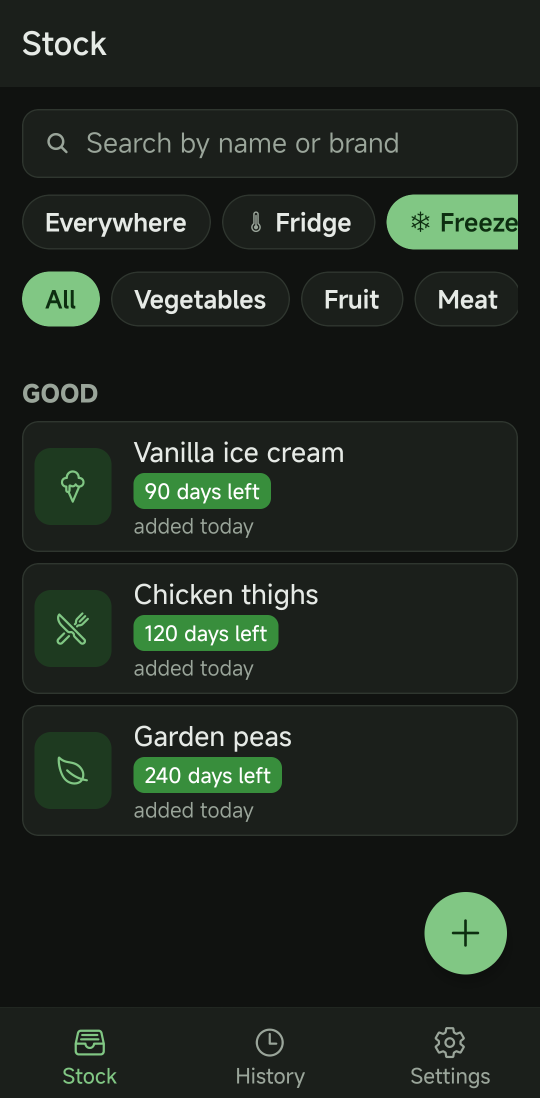 Stock
Search by name or brand
Everywhere Fridge Freeze
All Vegetables Fruit Meat
GOOD
Vanilla ice cream
90 days left
added today
Chicken thighs
120 days left
added today
Garden peas
240 days left
added today
Stock History Settings